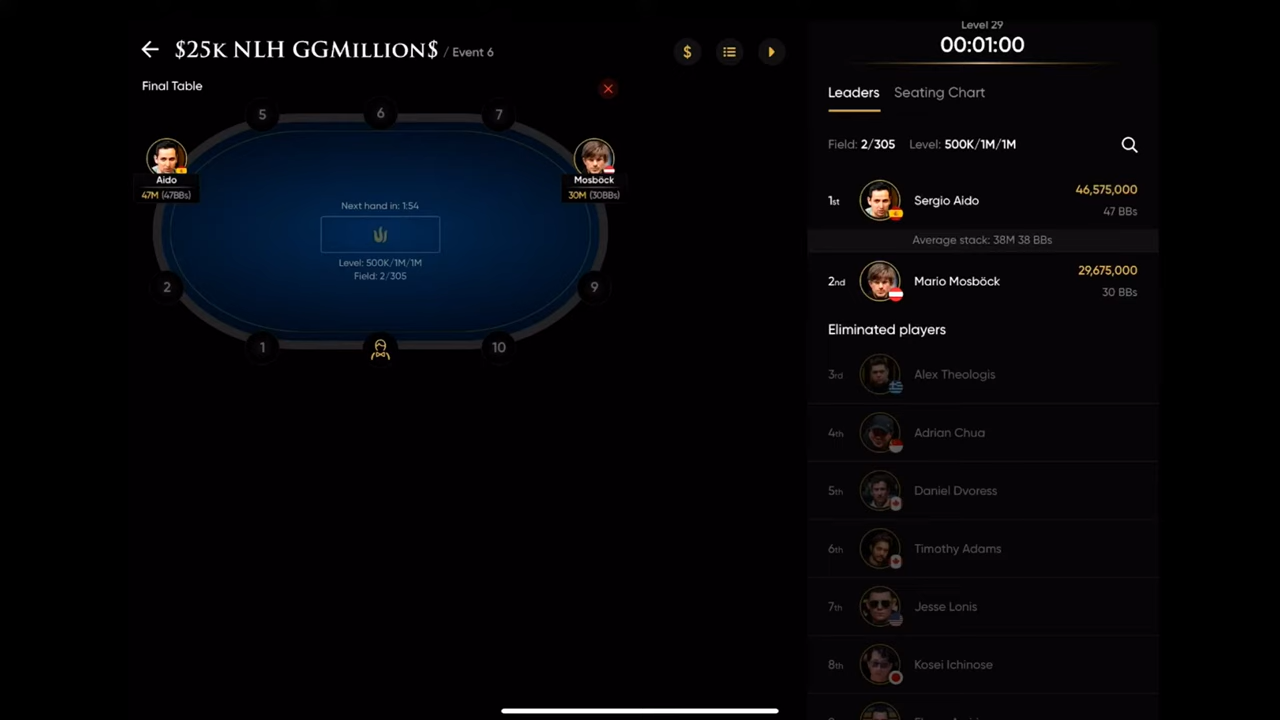 $25K NLH GGMILLION$ / Event 6
Final Table
5
6
7
Aido
47M (47BBs)
Mosböck
30M (30BBs)
Next hand in: 1:54
Level: 500K/1M/1M
Field: 2/305
2
9
1
10
Level 29
00:01:00
Leaders
Seating Chart
Field: 2/305 Level: 500K/1M/1M
1st
Sergio Aido
46,575,000
47 BBs
Average stack: 38M 38 BBs
2nd
Mario Mosböck
29,675,000
30 BBs
Eliminated players
3rd
Alex Theologis
4th
Adrian Chua
5th
Daniel Dvoress
6th
Timothy Adams
7th
Jesse Lonis
8th
Kosei Ichinose